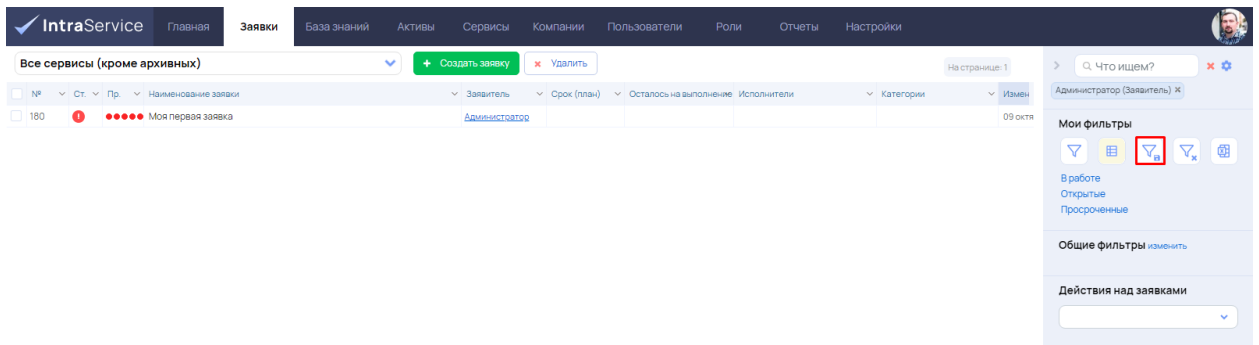 IntraService Главная Заявки База знаний Активы Сервисы Компании Пользователи Роли Отчеты Настройки
Все сервисы (кроме архивных) + Создать заявку × Удалить На странице: 1
№ Ст. Пр. Наименование заявки Заявитель Срок (план) Осталось на выполнение Исполнители Категории Измен
180 Моя первая заявка Администратор 09 октя
Что ищем?
Администратор (Заявитель) ×
Мои фильтры
В работе
Открытые
Просроченные
Общие фильтры изменить
Действия над заявками